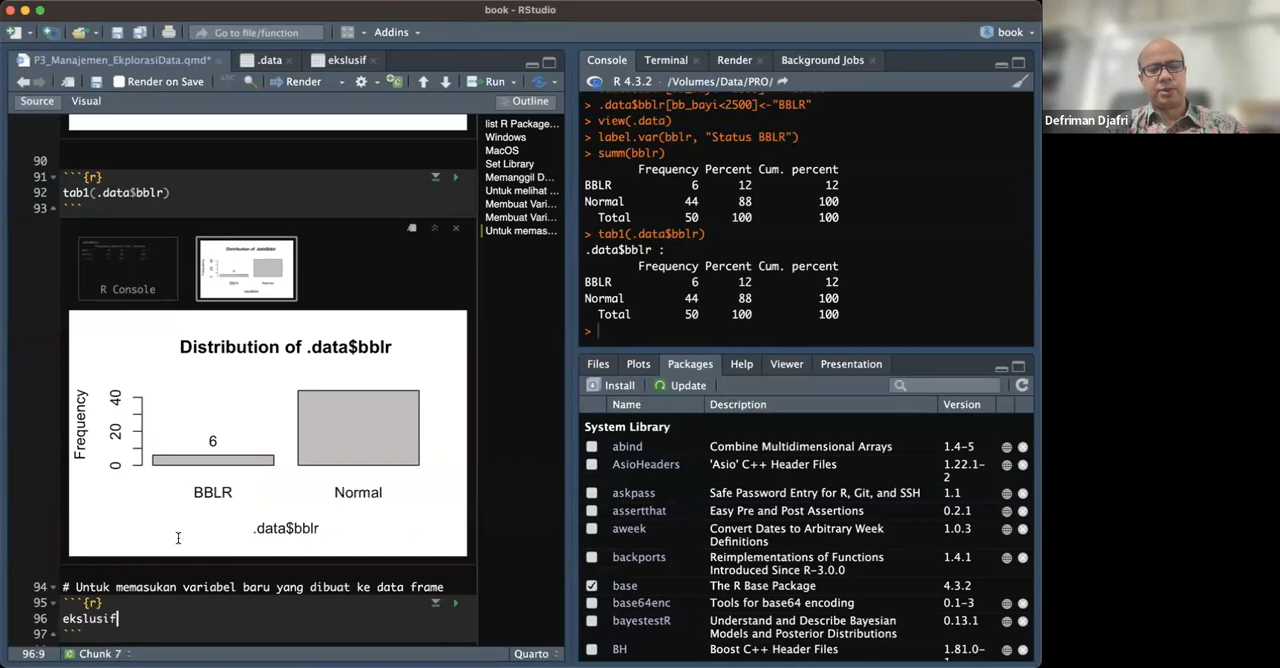 book - RStudio
Go to file/function
Addins
book
P3_Manajemen_EkplorasiData.qmd*
.data
ekslusif
Render on Save
Render
Run
Source
Visual
Outline
90
91 ```{r}
92 tab1(.data$bblr)
93 ```
R Console
Distribution of .data$bblr
Frequency
40
20
0
6
BBLR
Normal
.data$bblr
94 # Untuk memasukan variabel baru yang dibuat ke data frame
95 ```{r}
96 ekslusif
97 ```
96:9
Chunk 7
Quarto
list R Package...
Windows
MacOS
Set Library
Memanggil D...
Untuk melihat ...
Membuat Vari...
Membuat Vari...
Untuk memas...
Console
Terminal
Render
Background Jobs
R 4.3.2 · /Volumes/Data/PRO/
> .data$bblr[bb_bayi<2500]<-"BBLR"
> view(.data)
> label.var(bblr, "Status BBLR")
> summ(bblr)
Frequency Percent Cum. percent
BBLR 6 12 12
Normal 44 88 100
Total 50 100 100
> tab1(.data$bblr)
.data$bblr :
Frequency Percent Cum. percent
BBLR 6 12 12
Normal 44 88 100
Total 50 100 100
>
Files
Plots
Packages
Help
Viewer
Presentation
Install
Update
Name
Description
Version
System Library
abind Combine Multidimensional Arrays 1.4-5
AsioHeaders 'Asio' C++ Header Files 1.22.1-
2
askpass Safe Password Entry for R, Git, and SSH 1.1
assertthat Easy Pre and Post Assertions 0.2.1
aweek Convert Dates to Arbitrary Week 1.0.3
Definitions
backports Reimplementations of Functions 1.4.1
Introduced Since R-3.0.0
base The R Base Package 4.3.2
base64enc Tools for base64 encoding 0.1-3
bayestestR Understand and Describe Bayesian 0.13.1
Models and Posterior Distributions
BH Boost C++ Header Files 1.81.0-
Defriman Djafri